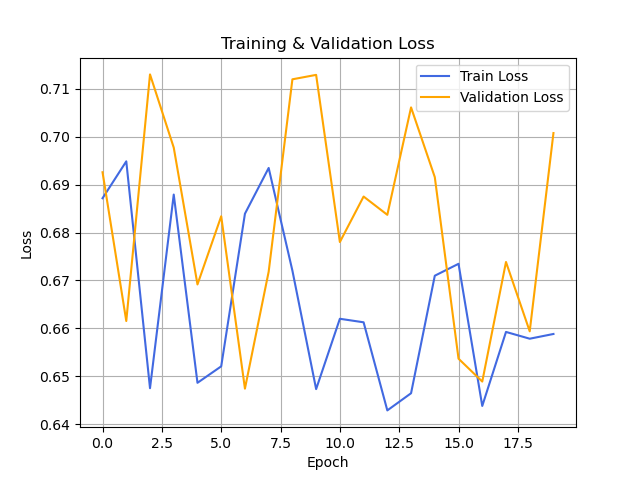 Training & Validation Loss
Train Loss
Validation Loss
0.71
0.70
0.69
0.68
0.67
0.66
0.65
0.64
Loss
0.0 2.5 5.0 7.5 10.0 12.5 15.0 17.5
Epoch